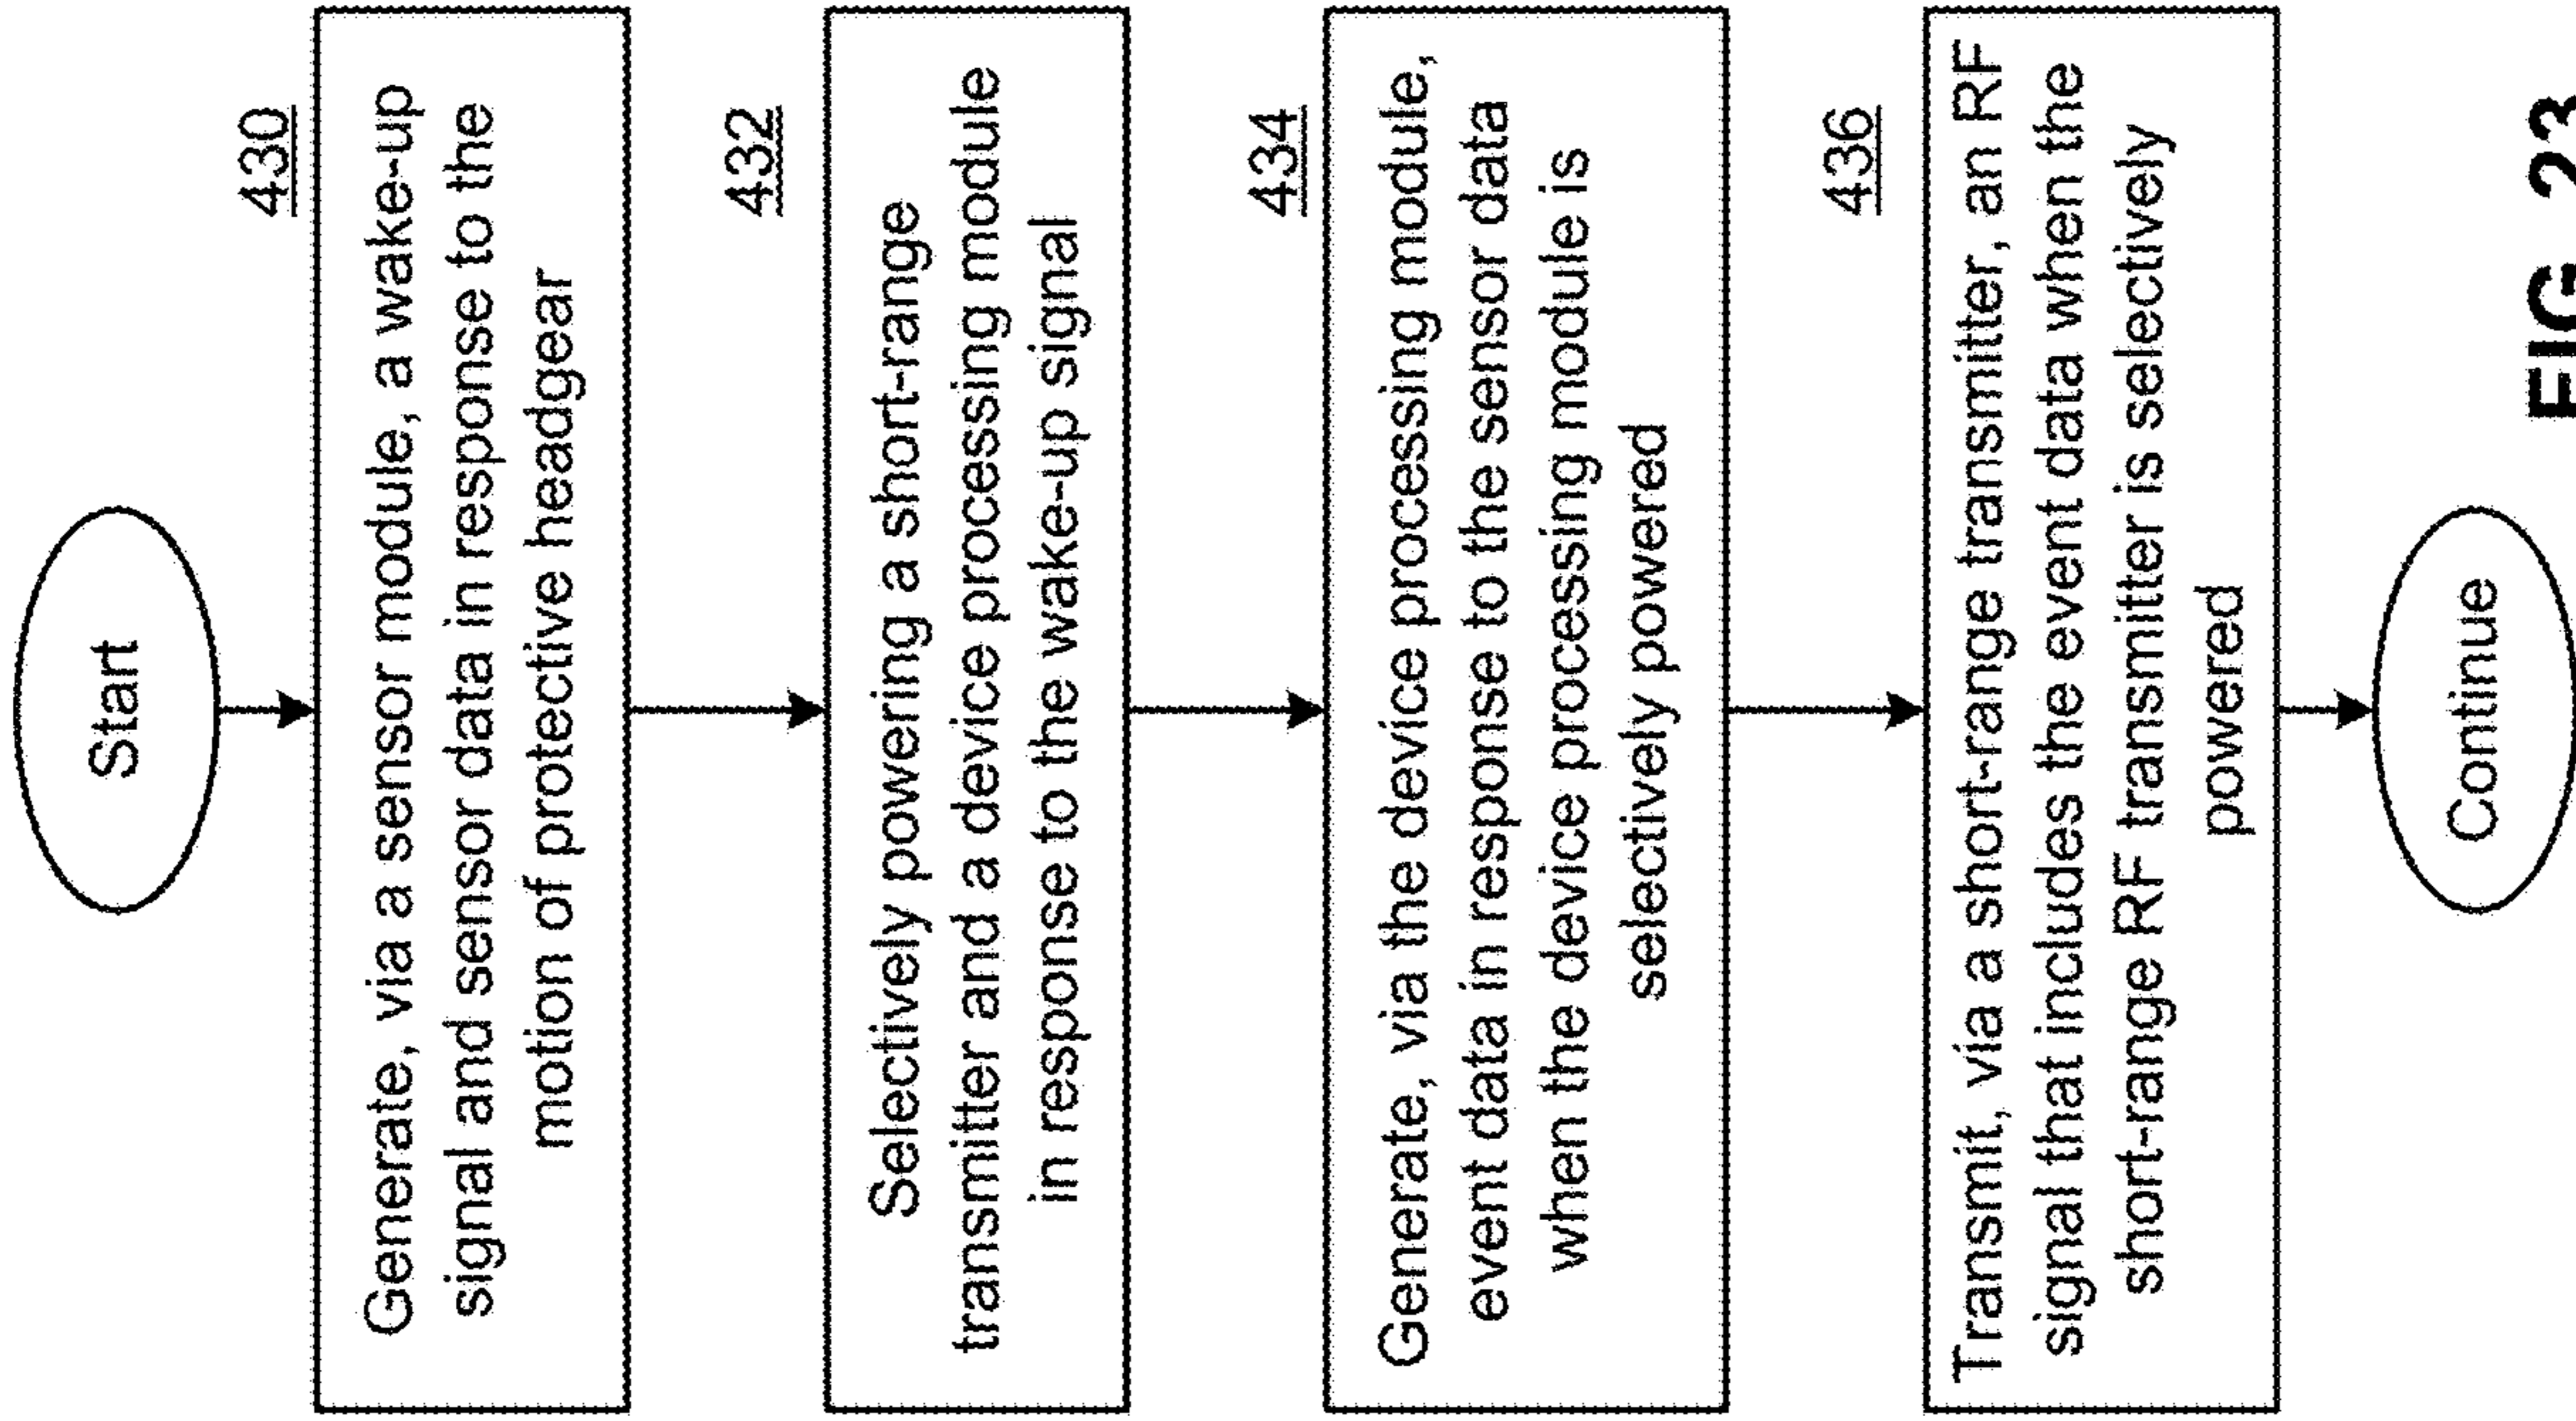 Start
430
Generate, via a sensor module, a wake-up
signal and sensor data in response to the
motion of protective headgear
432
Selectively powering a short-range
transmitter and a device processing module
in response to the wake-up signal
434
Generate, via the device processing module,
event data in response to the sensor data
when the device processing module is
selectively powered
436
Transmit, via a short-range transmitter, an RF
signal that includes the event data when the
short-range RF transmitter is selectively
powered
Continue
FIG. 23